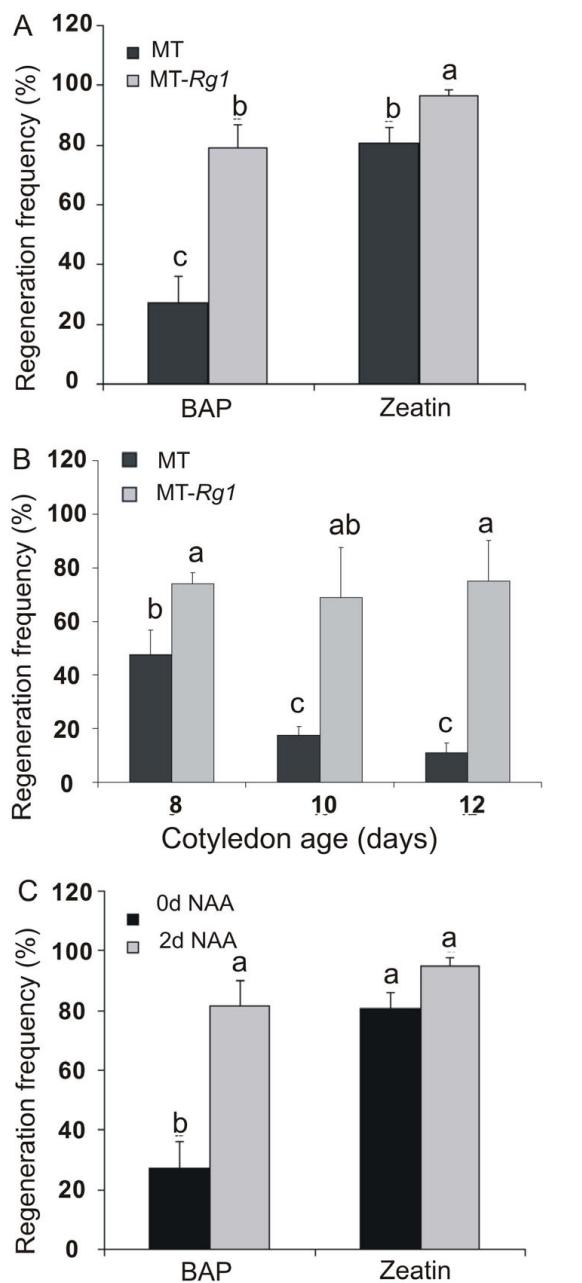 A
Regeneration frequency (%)
120
100
80
60
40
20
0
MT
MT-Rg1
c
b
b
a
BAP
Zeatin
B
Regeneration frequency (%)
120
100
80
60
40
20
0
MT
MT-Rg1
b
a
c
ab
c
a
8
10
12
Cotyledon age (days)
C
Regeneration frequency (%)
120
100
80
60
40
20
0
0d NAA
2d NAA
b
a
a
a
BAP
Zeatin